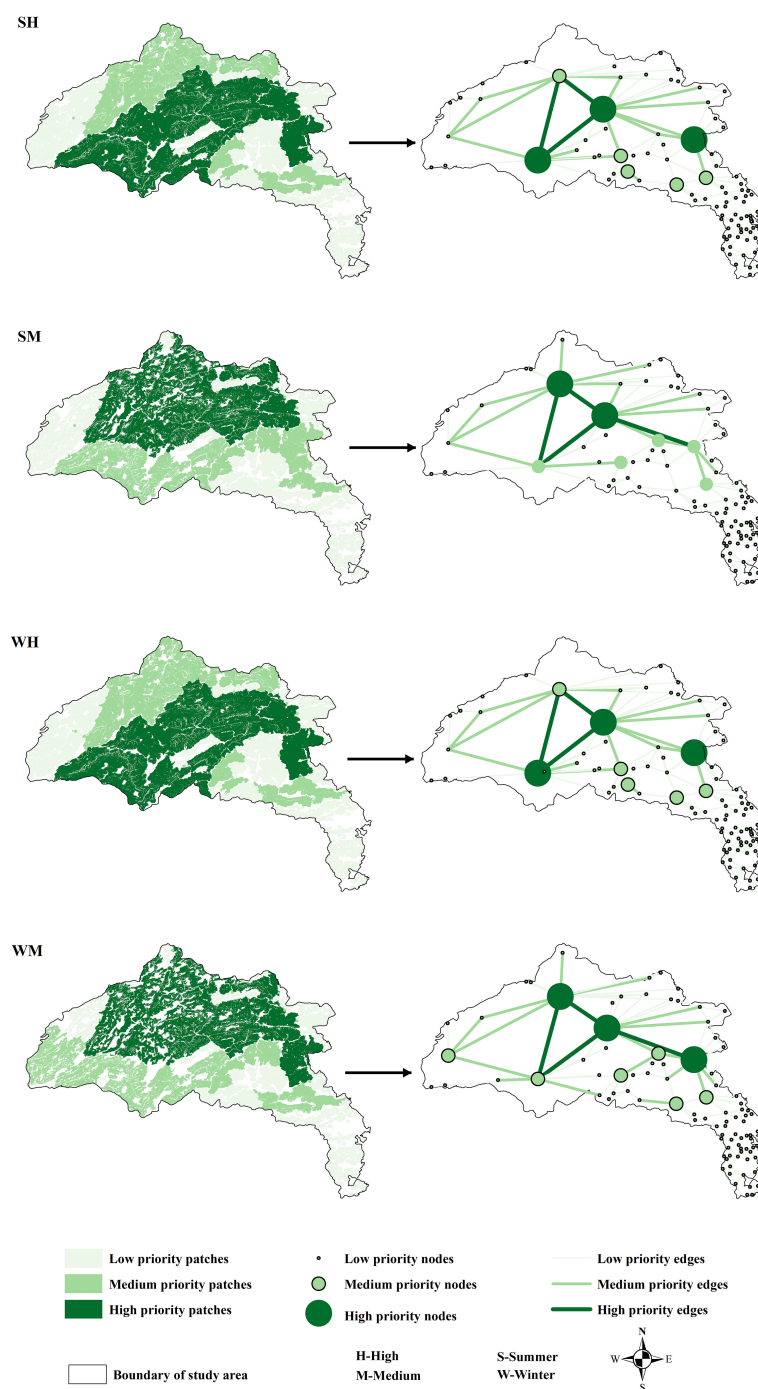 SH
SM
WH
WM
Low priority patches
Medium priority patches
High priority patches
Low priority nodes
Medium priority nodes
High priority nodes
Low priority edges
Medium priority edges
High priority edges
Boundary of study area
H-High
M-Medium
S-Summer
W-Winter
N
W E
S